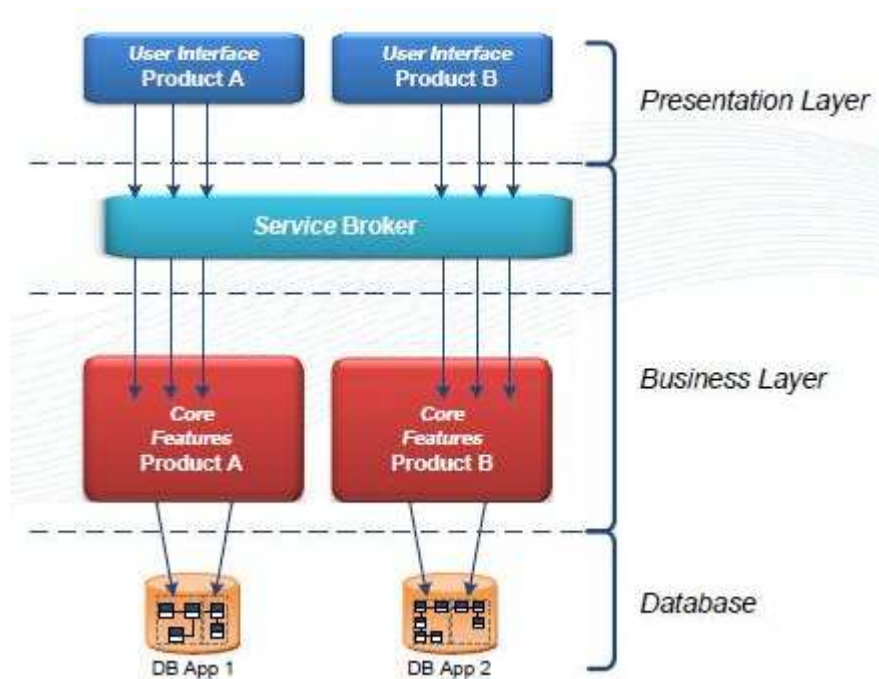 User Interface
Product A
User Interface
Product B
Presentation Layer
Service Broker
Business Layer
Core
Features
Product A
Core
Features
Product B
Database
DB App 1
DB App 2